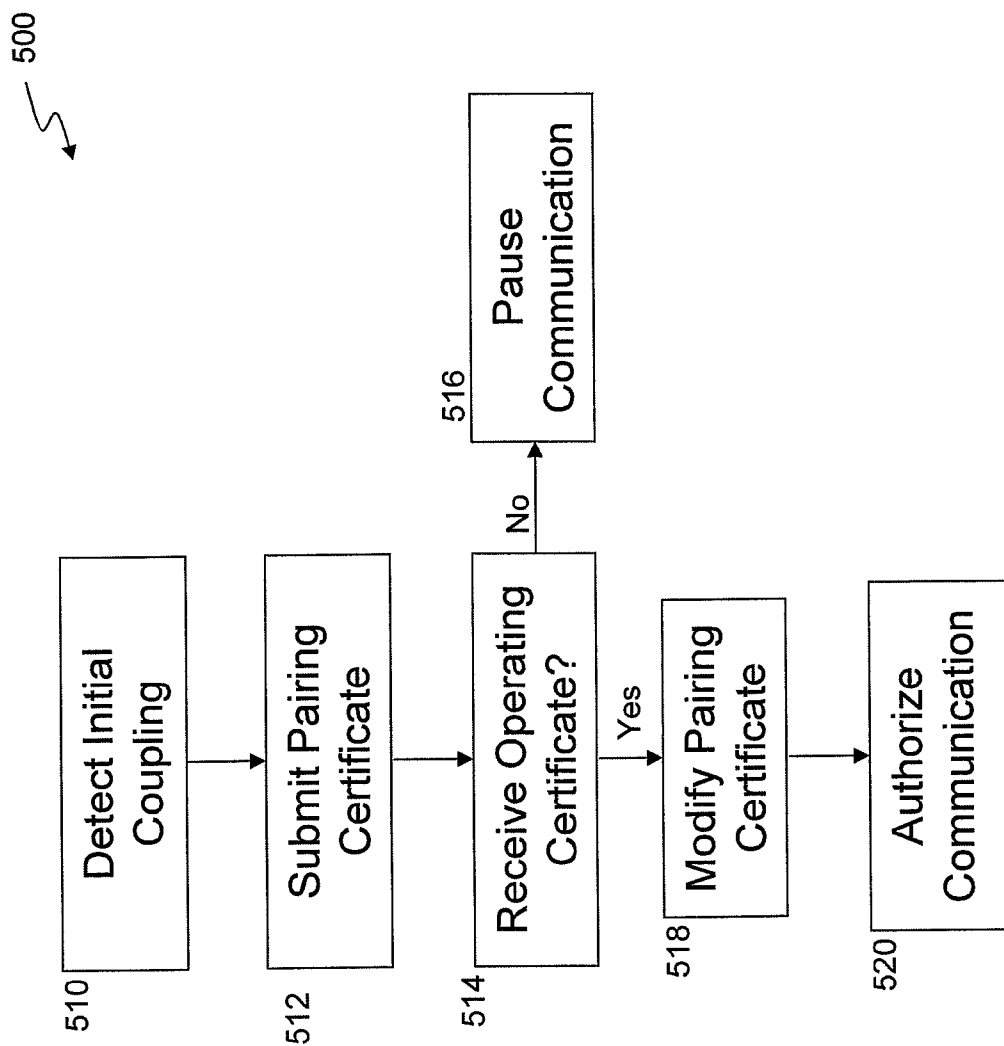 500
510
Detect Initial
Coupling
512
Submit Pairing
Certificate
514
Receive Operating
Certificate?
No
516
Pause
Communication
Yes
518
Modify Pairing
Certificate
520
Authorize
Communication